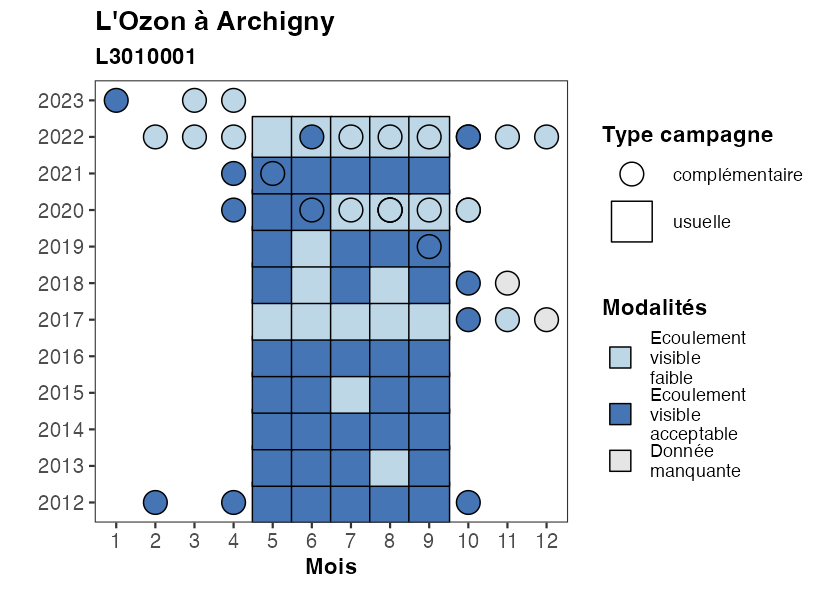 L'Ozon à Archigny
L3010001
2023
2022
2021
2020
2019
2018
2017
2016
2015
2014
2013
2012
1 2 3 4 5 6 7 8 9 10 11 12
Mois
Type campagne
complémentaire
usuelle
Modalités
Ecoulement
visible
faible
Ecoulement
visible
acceptable
Donnée
manquante